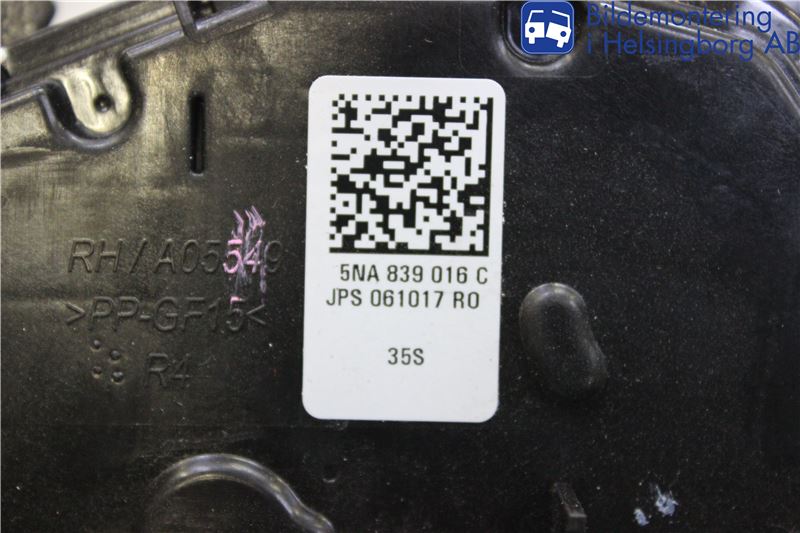 Bildemontering
i Helsingborg AB
5NA 839 016 C
JPS 061017 R0
35S
RH/A05549
>PP-GF15<
R4